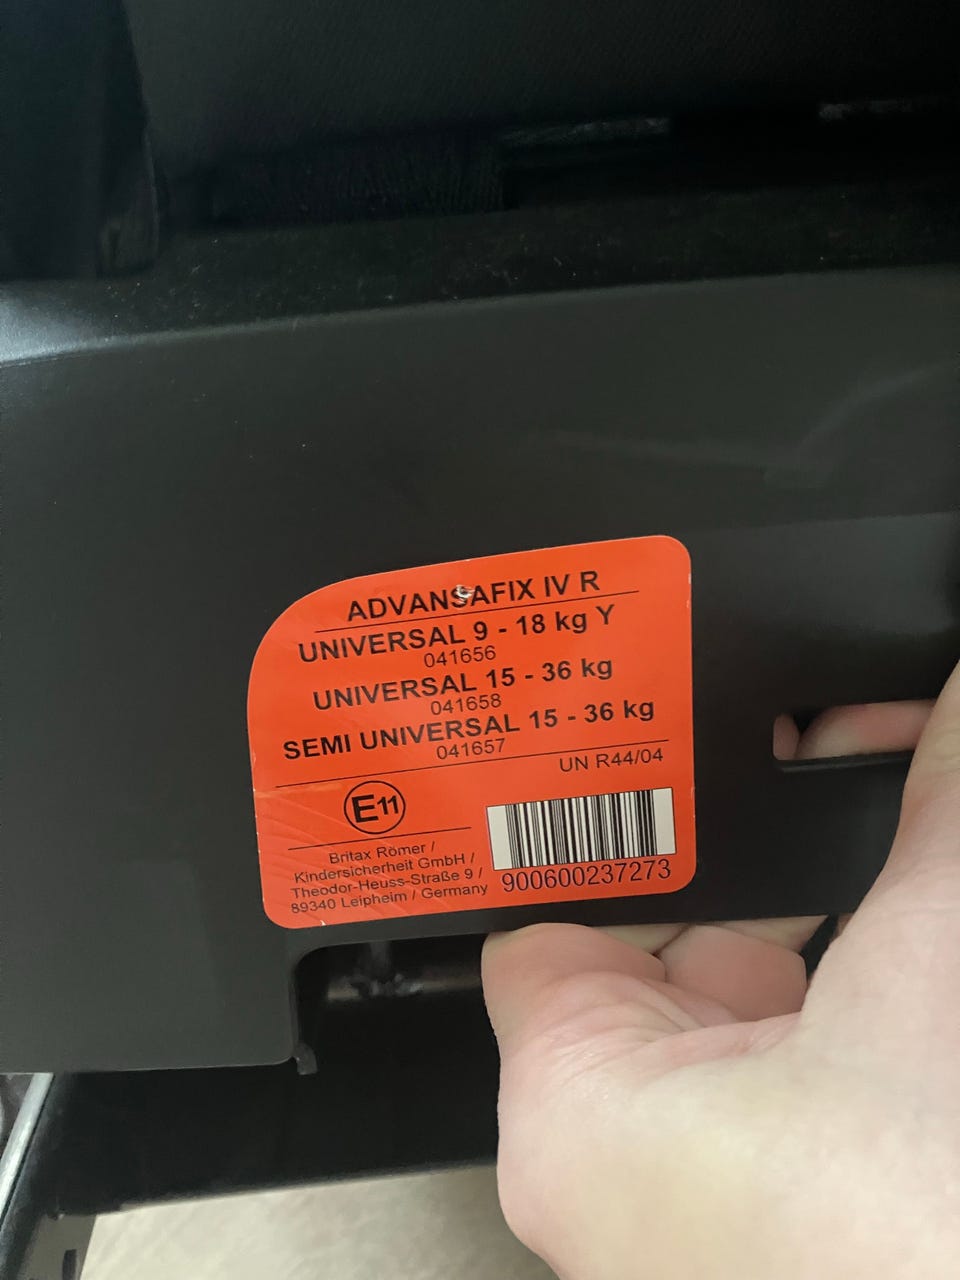 ADVANSAFIX IV R
UNIVERSAL 9 - 18 kg Y
041656
UNIVERSAL 15 - 36 kg
041658
SEMI UNIVERSAL 15 - 36 kg
041657
UN R44/04
E11
Britax Römer /
Kindersicherheit GmbH /
Theodor-Heuss-Straße 9 /
89340 Leipheim / Germany
900600237273